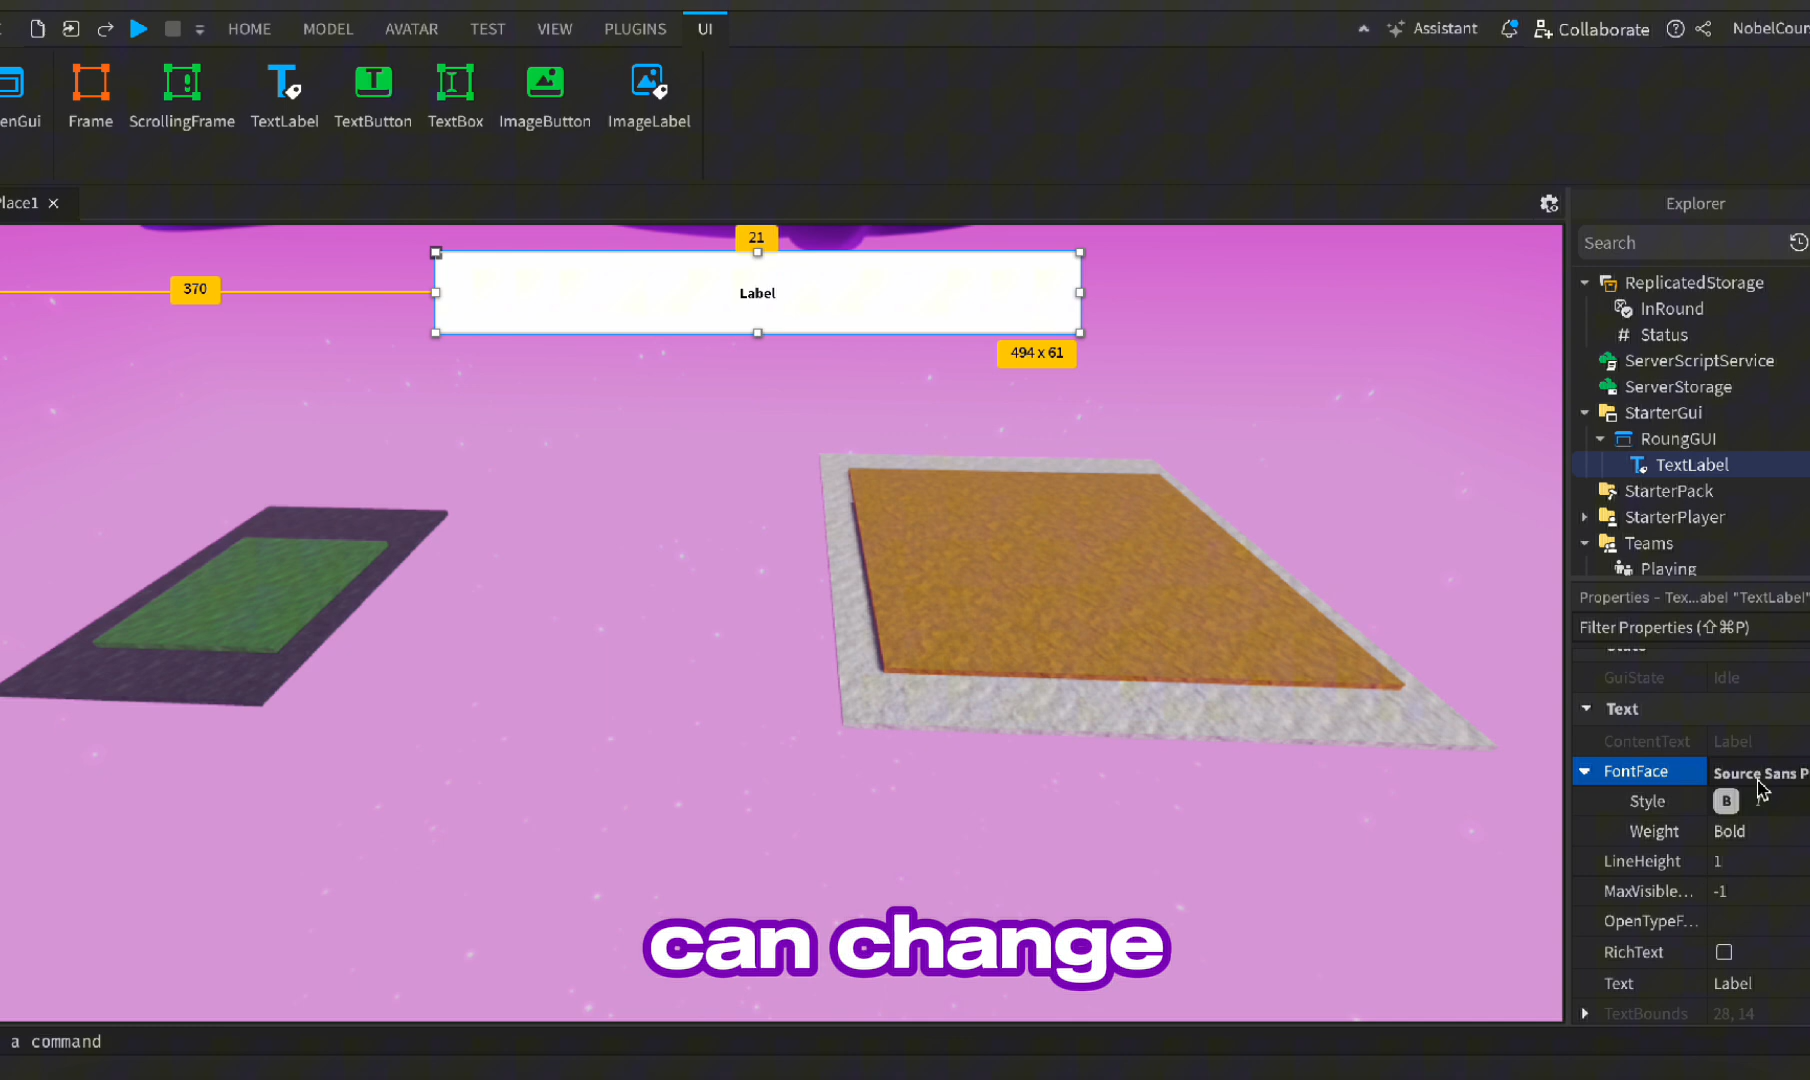 HOME
MODEL
AVATAR
TEST
VIEW
PLUGINS
UI
Assistant
Collaborate
NobelCour
enGui
Frame
ScrollingFrame
TextLabel
TextButton
TextBox
ImageButton
ImageLabel
Place1
Explorer
Search
21
370
Label
494 x 61
ReplicatedStorage
InRound
# Status
ServerScriptService
ServerStorage
StarterGui
RoungGUI
TextLabel
StarterPack
StarterPlayer
Teams
Playing
Properties - Tex...abel "TextLabel"
Filter Properties (⇧⌘P)
State
GuiState Idle
Text
ContentText Label
FontFace Source Sans P
Style B
Weight Bold
LineHeight 1
MaxVisible... -1
OpenTypeF...
RichText
Text Label
TextBounds 28, 14
can change
a command